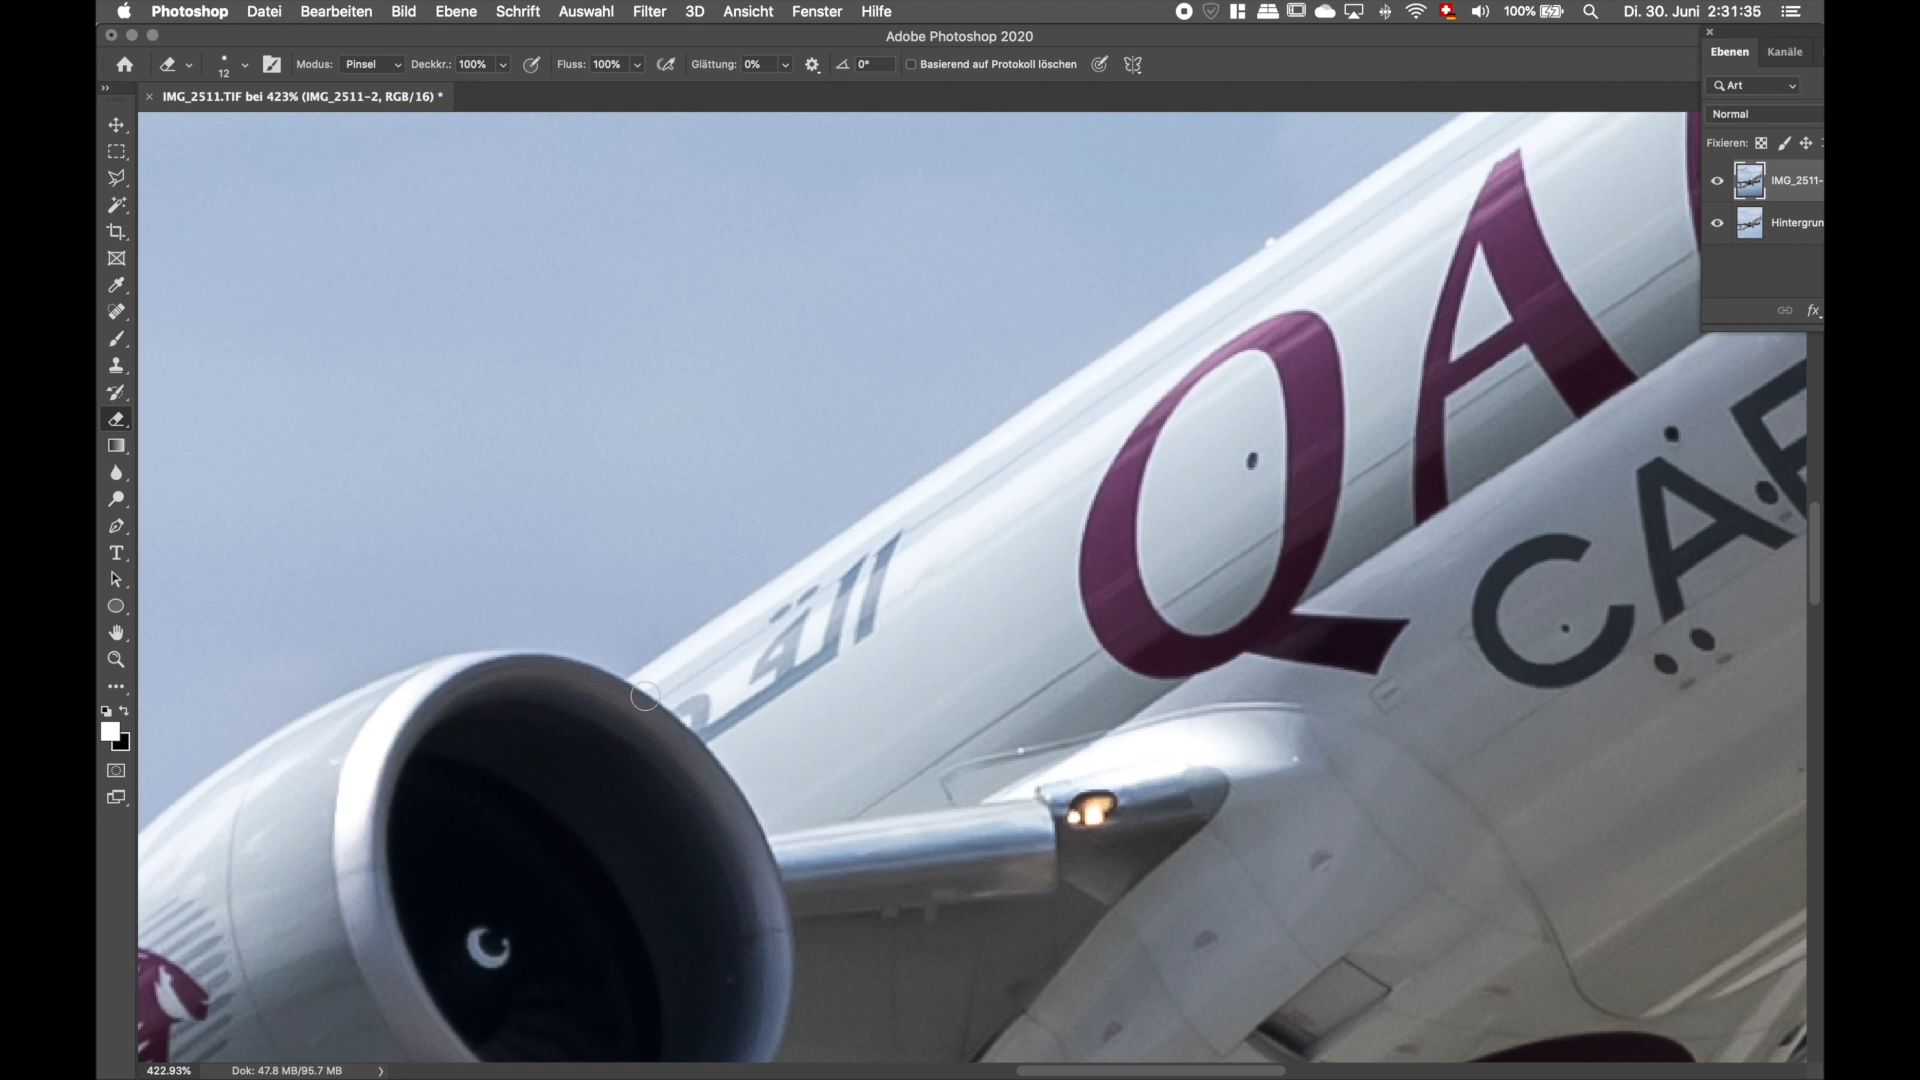 Photoshop Datei Bearbeiten Bild Ebene Schrift Auswahl Filter 3D Ansicht Fenster Hilfe 100% Di. 30. Juni 2:31:35
Adobe Photoshop 2020
12 Modus: Pinsel Deckkr.: 100% Fluss: 100% Glättung: 0% 0° Basierend auf Protokoll löschen
IMG_2511.TIF bei 423% (IMG_2511-2, RGB/16) *
Ebenen Kanäle
Art
Normal
Fixieren:
IMG_2511-
Hintergrun
fx
QA
CA
422.93% Dok: 47.8 MB/95.7 MB